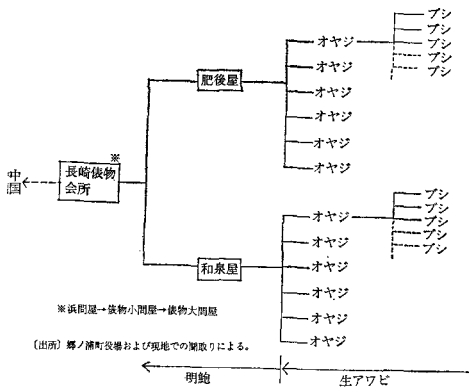 ブシ
ブシ
オヤジ ブシ
ブシ
オヤジ ブシ
肥後屋
オヤジ
オヤジ
オヤジ
オヤジ
※
中国
長崎俵物
会所
ブシ
ブシ
オヤジ ブシ
ブシ
オヤジ ブシ
和泉屋 オヤジ
オヤジ
※浜問屋→俵物小問屋→俵物大問屋
オヤジ
〔出所〕郷ノ浦町役場および現地での聞取りによる。
オヤジ
明鮑 生アワビ